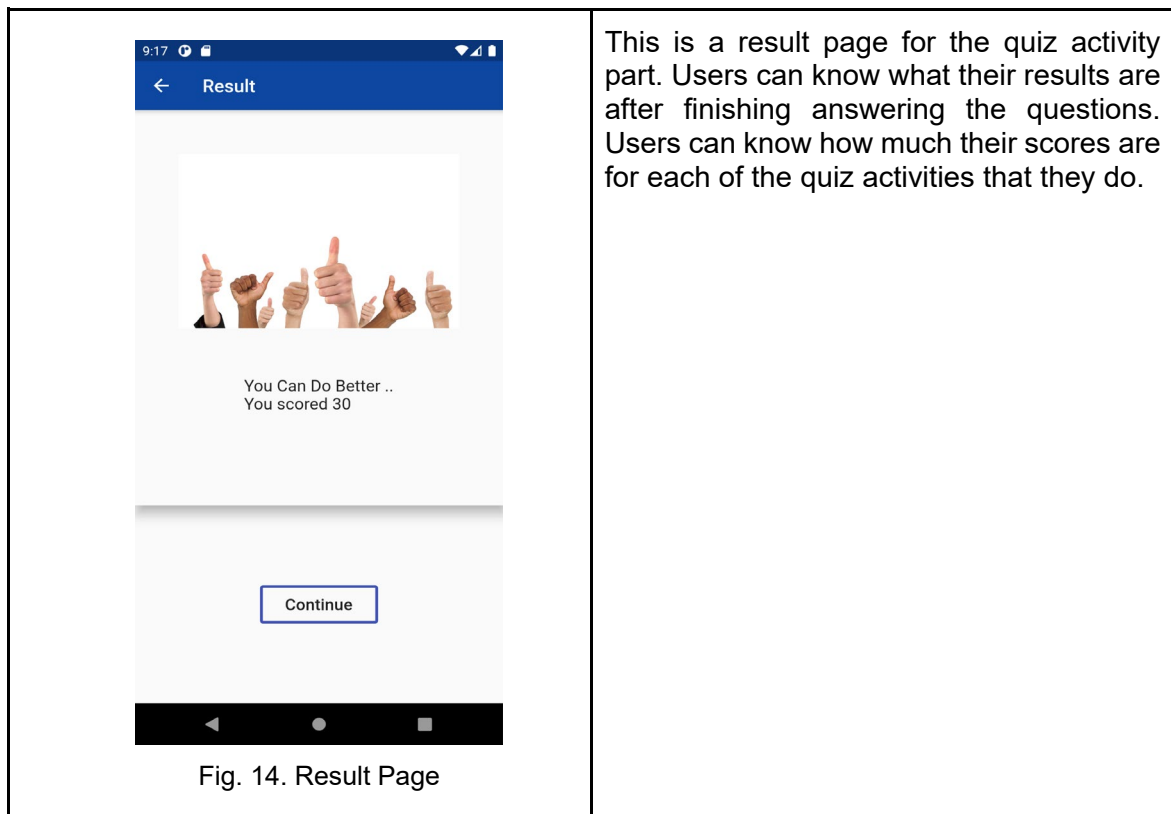 9:17
Result
You Can Do Better ..
You scored 30
Continue
Fig. 14. Result Page
This is a result page for the quiz activity
part. Users can know what their results are
after finishing answering the questions.
Users can know how much their scores are
for each of the quiz activities that they do.